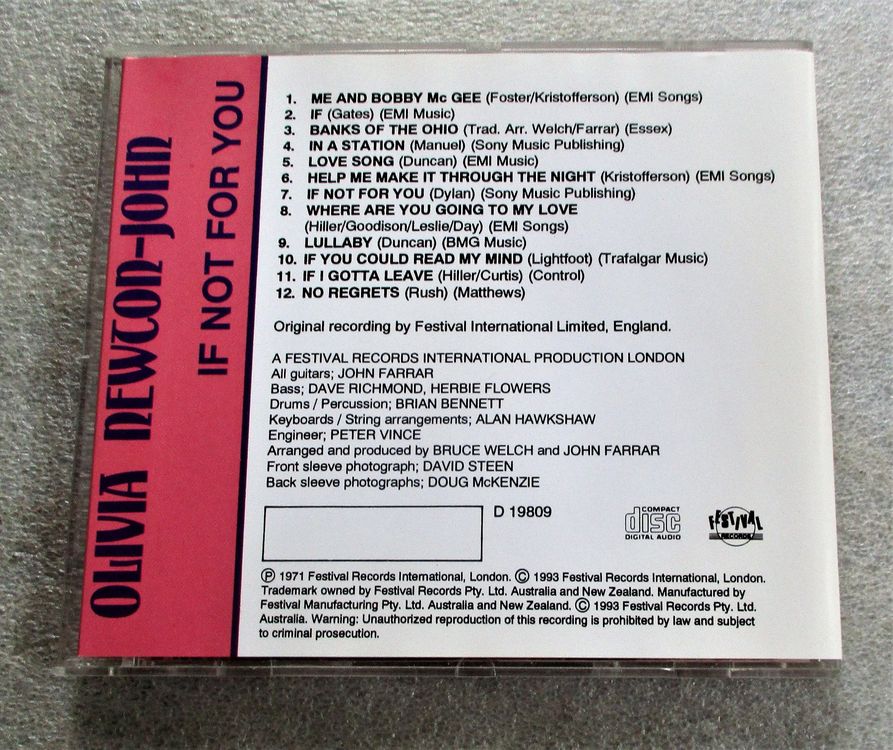 OLIVIA NEWTON-JOHN
IF NOT FOR YOU
1. ME AND BOBBY Mc GEE (Foster/Kristofferson) (EMI Songs)
2. IF (Gates) (EMI Music)
3. BANKS OF THE OHIO (Trad. Arr. Welch/Farrar) (Essex)
4. IN A STATION (Manuel) (Sony Music Publishing)
5. LOVE SONG (Duncan) (EMI Music)
6. HELP ME MAKE IT THROUGH THE NIGHT (Kristofferson) (EMI Songs)
7. IF NOT FOR YOU (Dylan) (Sony Music Publishing)
8. WHERE ARE YOU GOING TO MY LOVE
(Hiller/Goodison/Leslie/Day) (EMI Songs)
9. LULLABY (Duncan) (BMG Music)
10. IF YOU COULD READ MY MIND (Lightfoot) (Trafalgar Music)
11. IF I GOTTA LEAVE (Hiller/Curtis) (Control)
12. NO REGRETS (Rush) (Matthews)
Original recording by Festival International Limited, England.
A FESTIVAL RECORDS INTERNATIONAL PRODUCTION LONDON
All guitars; JOHN FARRAR
Bass; DAVE RICHMOND, HERBIE FLOWERS
Drums / Percussion; BRIAN BENNETT
Keyboards / String arrangements; ALAN HAWKSHAW
Engineer; PETER VINCE
Arranged and produced by BRUCE WELCH and JOHN FARRAR
Front sleeve photograph; DAVID STEEN
Back sleeve photographs; DOUG McKENZIE
D 19809
COMPACT
disc
DIGITAL AUDIO
FESTIVAL
RECORDS
Ⓟ 1971 Festival Records International, London. © 1993 Festival Records International, London.
Trademark owned by Festival Records Pty. Ltd. Australia and New Zealand. Manufactured by
Festival Manufacturing Pty. Ltd. Australia and New Zealand. © 1993 Festival Records Pty. Ltd.
Australia. Warning: Unauthorized reproduction of this recording is prohibited by law and subject
to criminal prosecution.